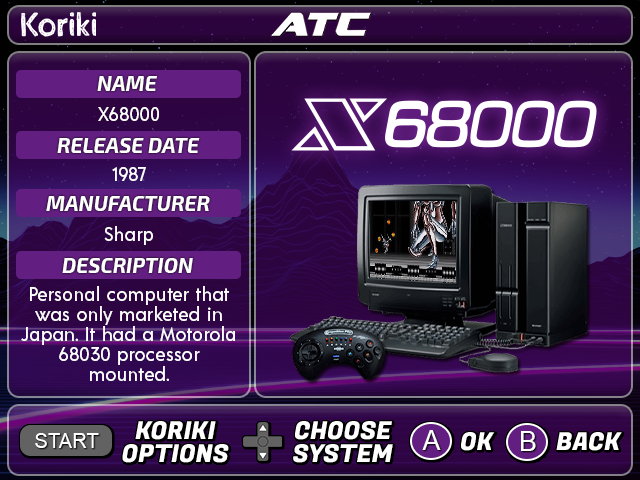 Koriki
ATC
NAME
X68000
RELEASE DATE
1987
MANUFACTURER
Sharp
DESCRIPTION
Personal computer that
was only marketed in
Japan. It had a Motorola
68030 processor
mounted.
X68000
START
KORIKI
OPTIONS
CHOOSE
SYSTEM
A
OK
B
BACK